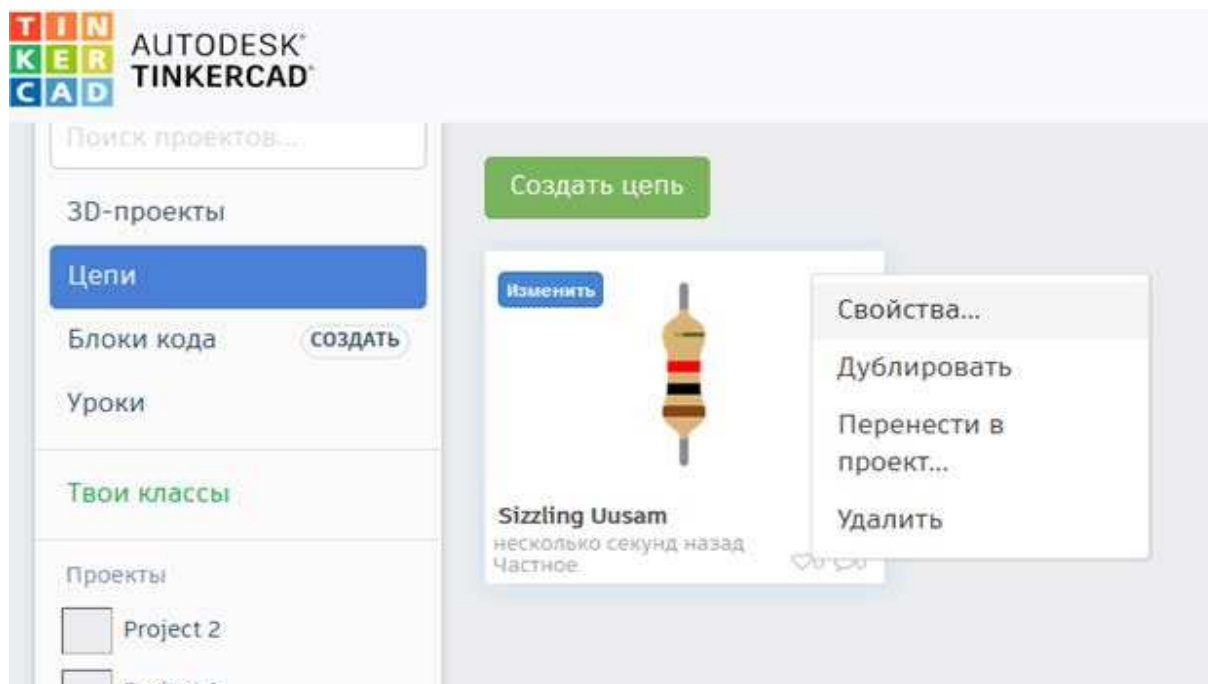 TIN
KER
CAD
AUTODESK®
TINKERCAD®
Поиск проектов...
3D-проекты
Создать цепь
Цепи
Изменить
Свойства...
Блоки кода
СОЗДАТЬ
Дублировать
Уроки
Перенести в
проект...
Твои классы
Sizzling Uusam
Удалить
несколько секунд назад
Частное
Проекты
Project 2